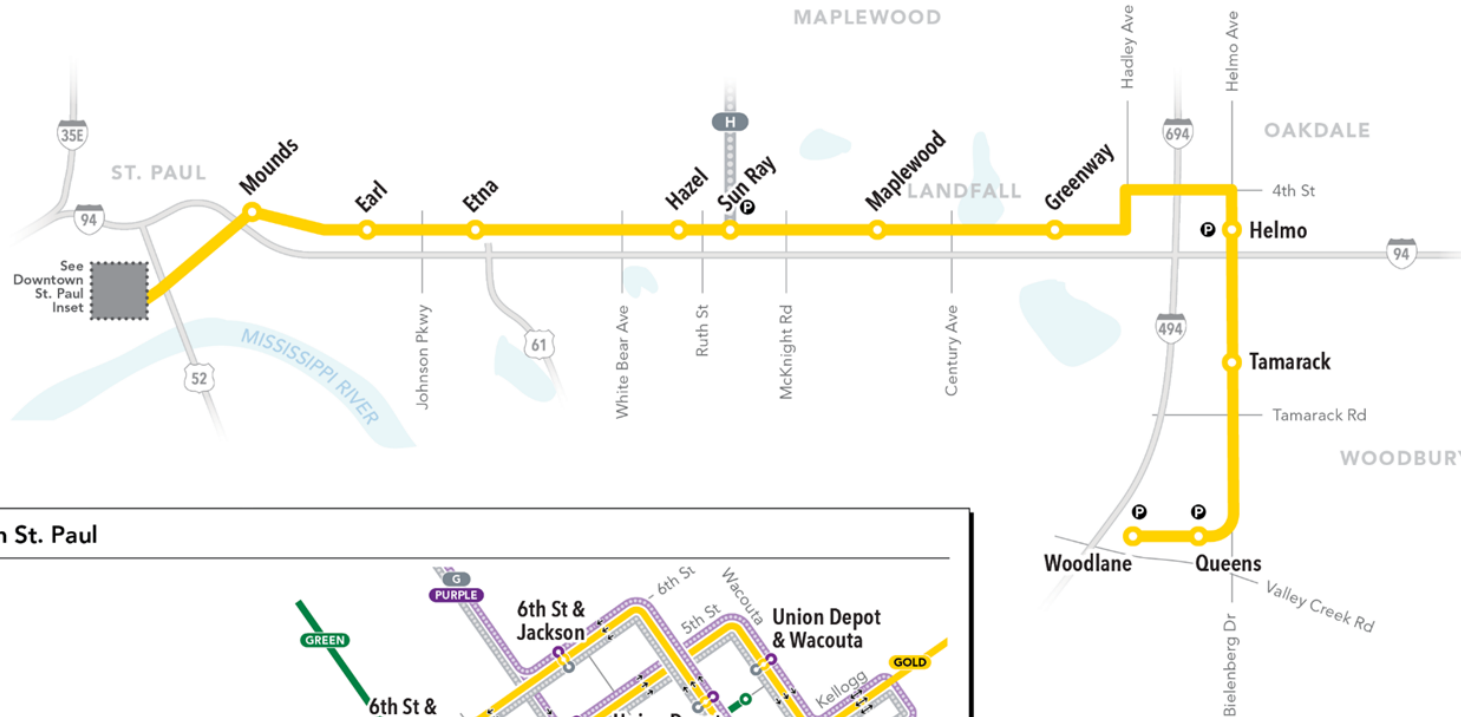 MAPLEWOOD
Hadley Ave
Helmo Ave
35E
H
694
OAKDALE
ST. PAUL
Mounds
Earl
Etna
Hazel
Sun Ray
P
Maplewood
LANDFALL
Greenway
4th St
94
P
Helmo
94
See
Downtown
St. Paul
Inset
MISSISSIPPI RIVER
52
Johnson Pkwy
61
White Bear Ave
Ruth St
McKnight Rd
Century Ave
494
Tamarack
Tamarack Rd
WOODBURY
P
P
Woodlane
Queens
Valley Creek Rd
Bielenberg Dr
St. Paul
G
PURPLE
GREEN
6th St &
Jackson
6th St
5th St
Wacouta
Union Depot
& Wacouta
GOLD
Kellogg
6th St &